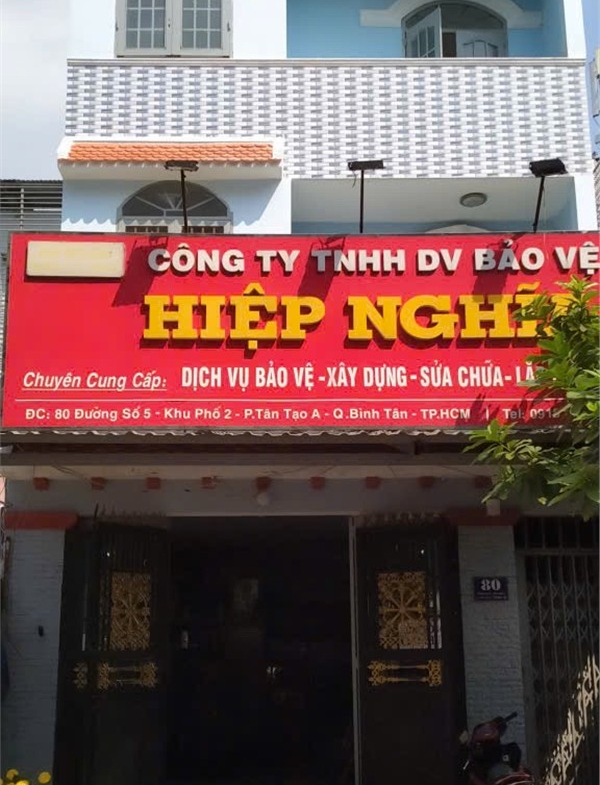 CÔNG TY TNHH DV BẢO VỆ
HIỆP NGHĨ
Chuyên Cung Cấp: DỊCH VỤ BẢO VỆ - XÂY DỰNG - SỬA CHỮA -
ĐC: 80 Đường Số 5 - Khu Phố 2 - P.Tân Tạo A - Q.Bình Tân - TP.HCM Tel:
80